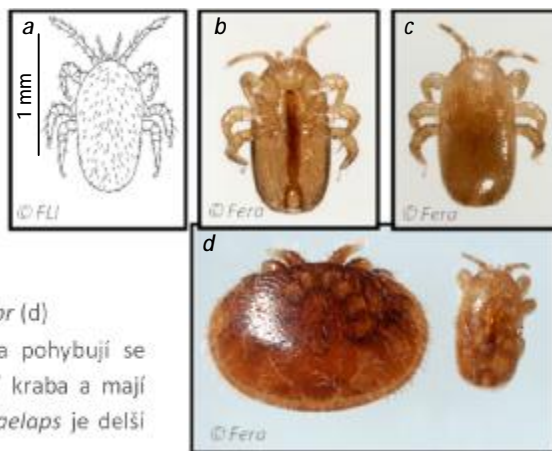 a
1 mm
© FLI
b
© Fera
c
© Fera
d
© Fera
or (d)
a pohybují se
í kraba a mají
aelaps je delší